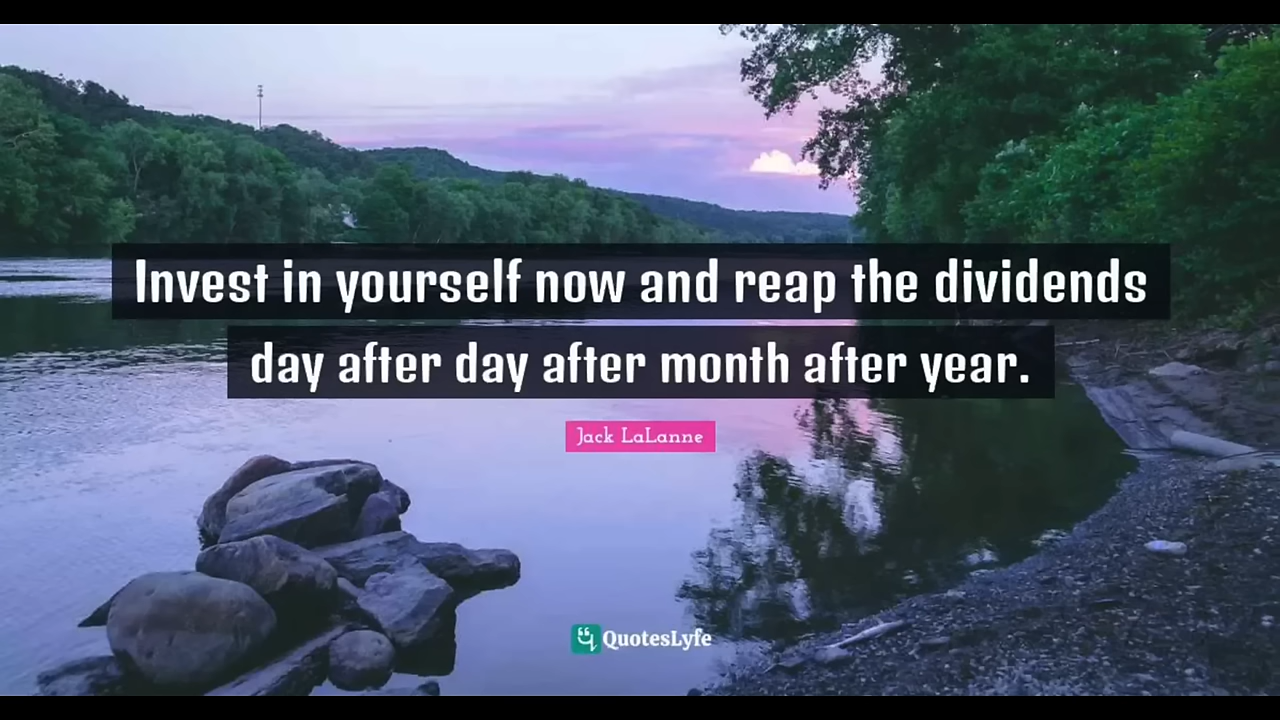 Invest in yourself now and reap the dividends
day after day after month after year.
Jack LaLanne
QuotesLyfe